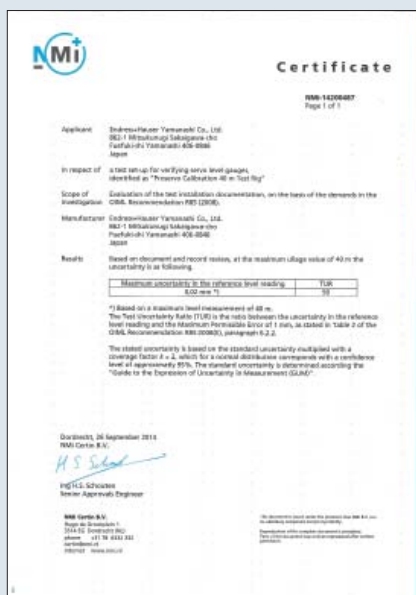 NMi
Certificate
NMi-14200487
Page 1 of 1
Applicant Endress+Hauser Yamanashi Co., Ltd.
862-1 Mitsukunugi Sakaigawa-cho
Fuefuki-shi Yamanashi 406-0846
Japan
In respect of a test set-up for verifying servo level gauges,
identified as "Preserve Calibration 40 m Test Rig"
Scope of investigation Evaluation of the test installation documentation, on the basis of the demands in the
OIML Recommendation R85 (2008).
Manufacturer Endress+Hauser Yamanashi Co., Ltd.
862-1 Mitsukunugi Sakaigawa-cho
Fuefuki-shi Yamanashi 406-0846
Japan
Results Based on document and record review, at the maximum ullage value of 40 m the
uncertainty is as following.
Maximum uncertainty in the reference level reading TUR
0,02 mm *) 50
*) Based on a maximum level measurement of 40 m.
The Test Uncertainty Ratio (TUR) is the ratio between the uncertainty in the reference
level reading and the Maximum Permissible Error of 1 mm, as stated in Table 2 of the
OIML Recommendation R85 (2008(E), paragraph 6.2.2.
The stated uncertainty is based on the standard uncertainty multiplied with a
coverage factor k = 2, which for a normal distribution corresponds with a confidence
level of approximately 95%. The standard uncertainty is determined according the
"Guide to the Expression of Uncertainty in Measurement (GUM)".
Dordrecht, 26 September 2014
NMi Certin B.V.
Ing H.S. Schouten
Senior Approvals Engineer
NMi Certin B.V.
Hugo de Grootplein 1
3314 EG Dordrecht (NL)
phone +31 78 6332 332
certin@nmi.nl
internet www.nmi.nl